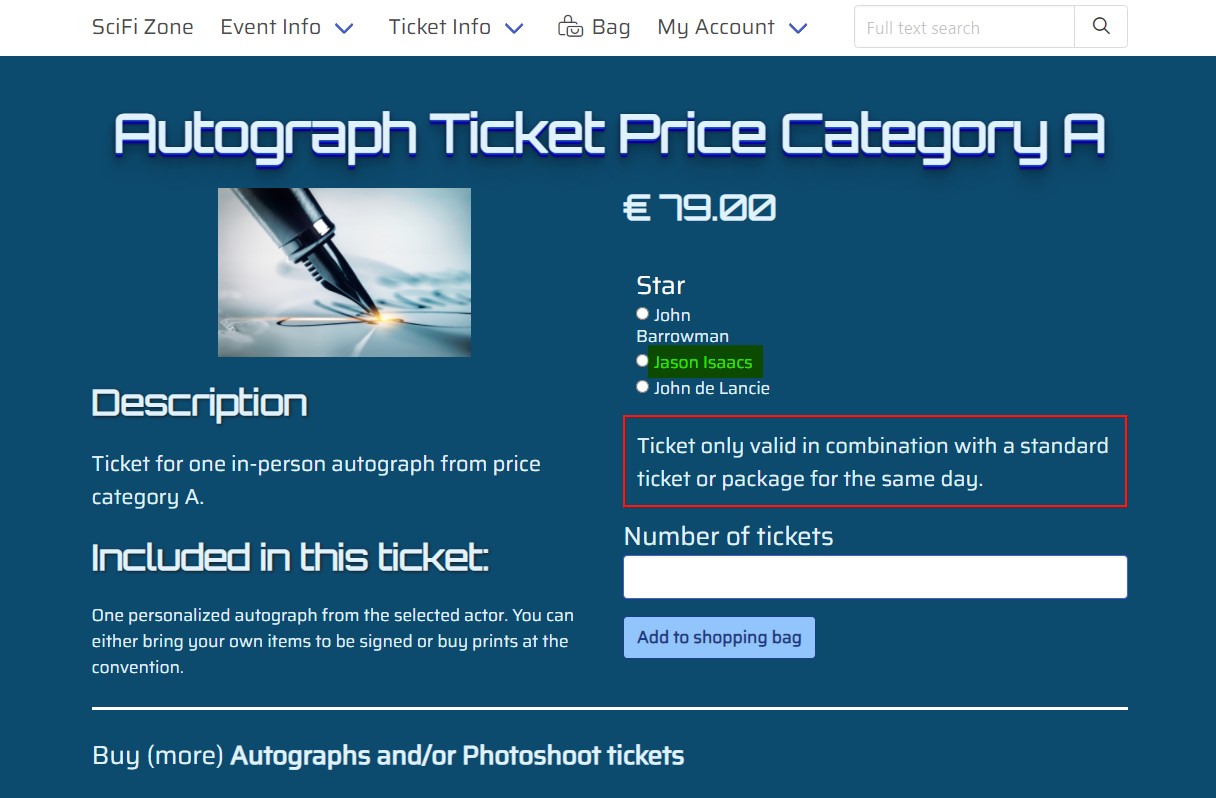 SciFi Zone Event Info Ticket Info Bag My Account Full text search
Autograph Ticket Price Category A
€ 79.00
Star
John
Barrowman
Jason Isaacs
John de Lancie
Ticket only valid in combination with a standard
ticket or package for the same day.
Number of tickets
Add to shopping bag
Description
Ticket for one in-person autograph from price
category A.
Included in this ticket:
One personalized autograph from the selected actor. You can
either bring your own items to be signed or buy prints at the
convention.
Buy (more) Autographs and/or Photoshoot tickets